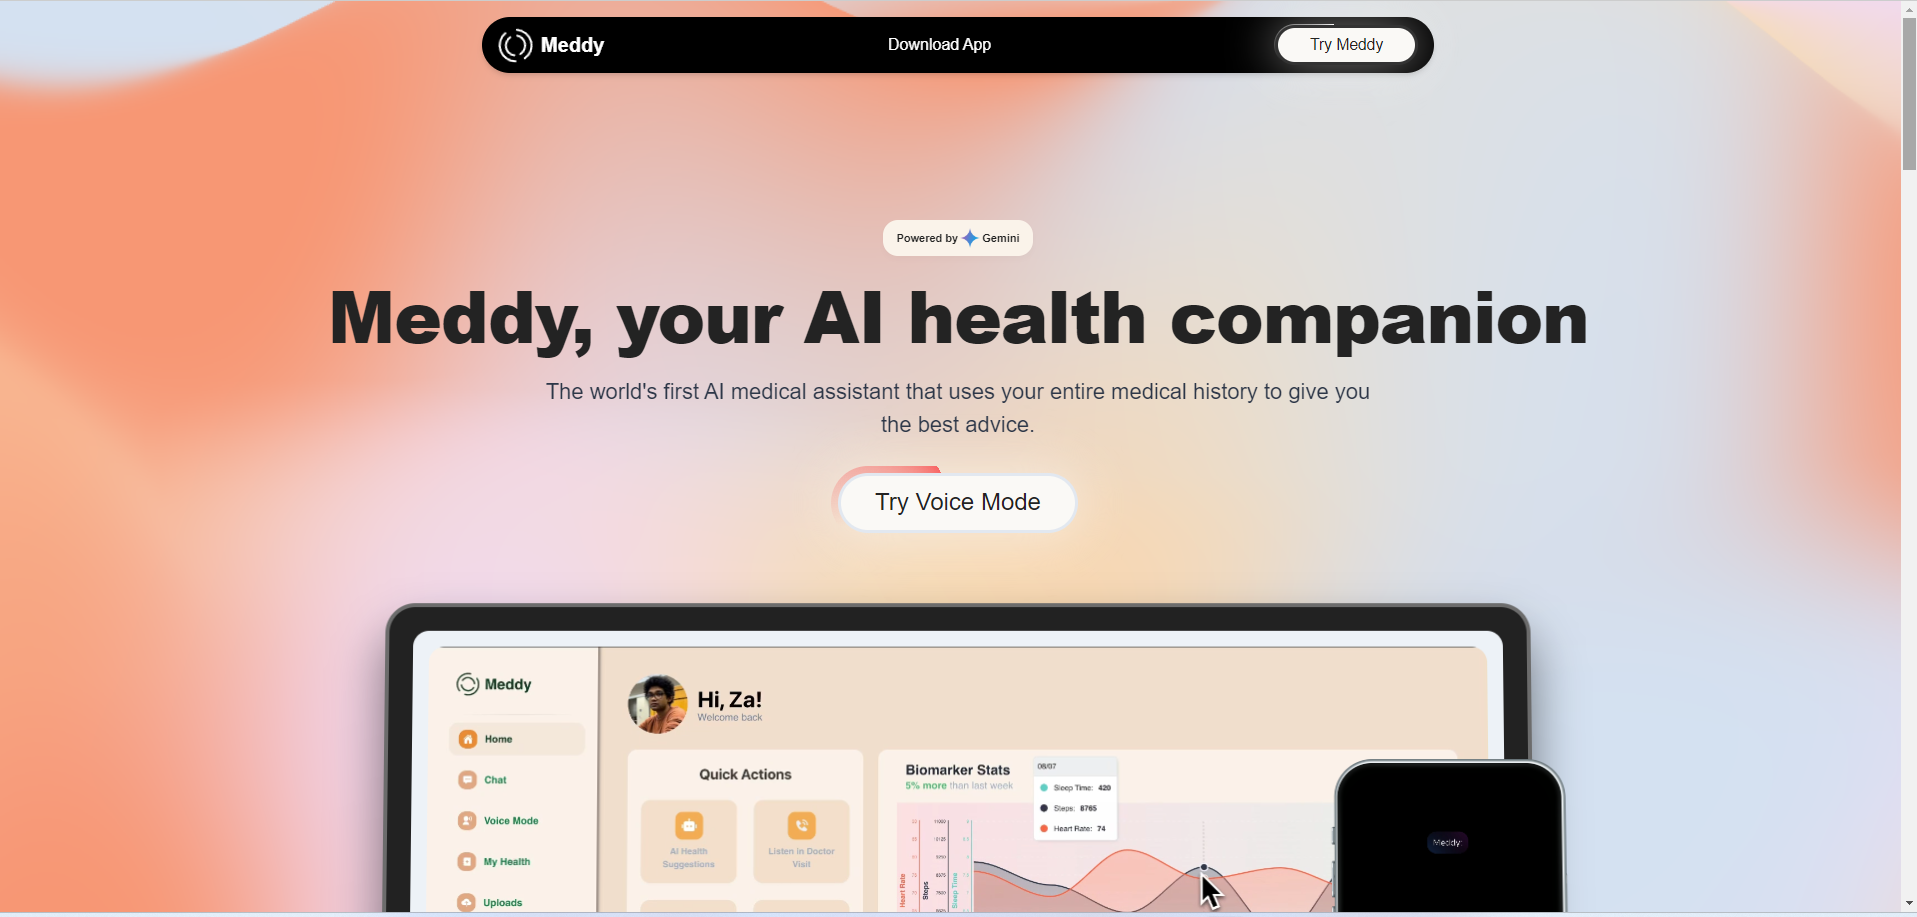 Meddy
Download App
Try Meddy
Powered by Gemini
Meddy, your AI health companion
The world's first AI medical assistant that uses your entire medical history to give you
the best advice.
Try Voice Mode
Meddy
Home
Chat
Voice Mode
My Health
Uploads
Hi, Za!
Welcome back
Quick Actions
AI Health
Suggestions
Listen in Doctor
Visit
Biomarker Stats
5% more than last week
08/07
Sleep Time: 420
Steps: 8765
Heart Rate: 74
Heart Rate
Steps
Sleep Time
Meddy: